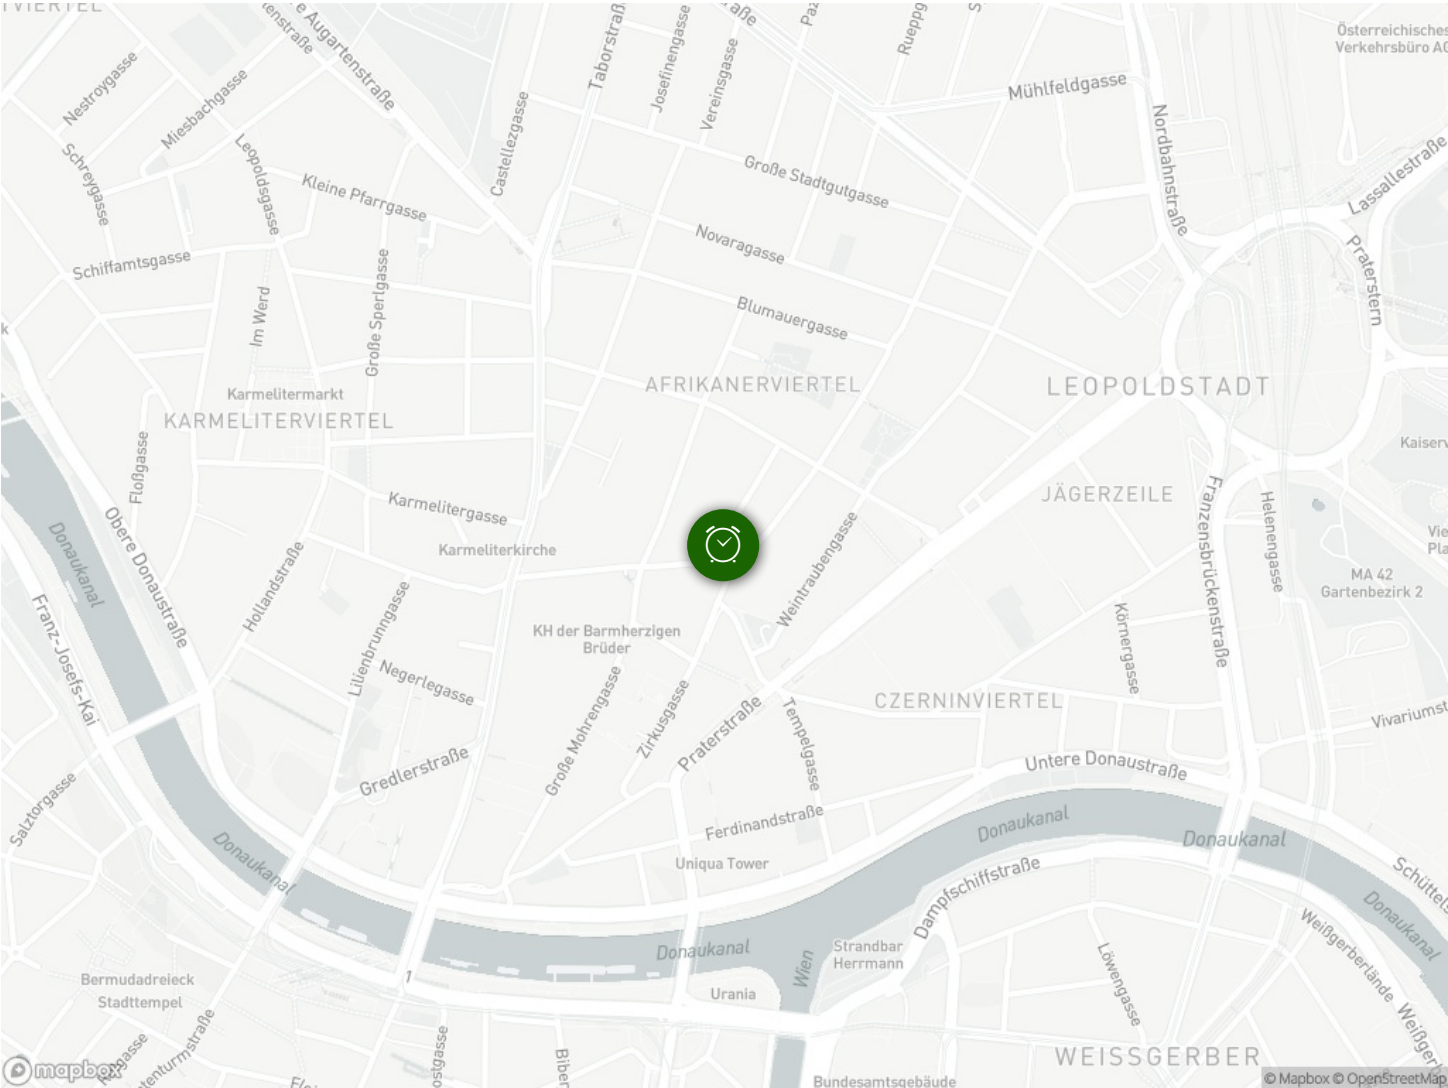 Nestroygasse
Miesbachgasse
Schreygasse
Leopoldsgasse
Kleine Pfarrgasse
Castellezgasse
Josefinengasse
Vereinsgasse
Mühlfeldgasse
Österreichisches
Verkehrsbüro AG
Nordbahnstraße
Lassallestraße
Praterstern
Große Stadtgutgasse
Novaragasse
Blumauergasse
Schiffamtsgasse
Im Werd
Große Sperlgasse
Karmelitermarkt
KARMELITERVIERTEL
AFRIKANERVIERTEL
LEOPOLDSTADT
Floßgasse
Karmelitergasse
Karmeliterkirche
JÄGERZEILE
Franzensbrückenstraße
Helenengasse
MA 42
Gartenbezirk 2
Donaukanal
Obere Donaustraße
Franz-Josefs-Kai
Hollandstraße
Lilienbrunngasse
Negerlegasse
KH der Barmherzigen
Brüder
Weintraubengasse
Körnergasse
CZERNINVIERTEL
Große Mohrengasse
Zirkusgasse
Praterstraße
Tempelgasse
Gredlerstraße
Salztorgasse
Untere Donaustraße
Ferdinandstraße
Uniqua Tower
Donaukanal
Donaukanal
Donaukanal
Donaukanal
Donaukanal
Dampfschiffstraße
Strandbar
Herrmann
Wien
Urania
1
Bermudadreieck
Stadttempel
Löwengasse
Weißgerberlände
WEISSGERBER
Bundesamtsgebäude
mapbox
© Mapbox © OpenStreetMap